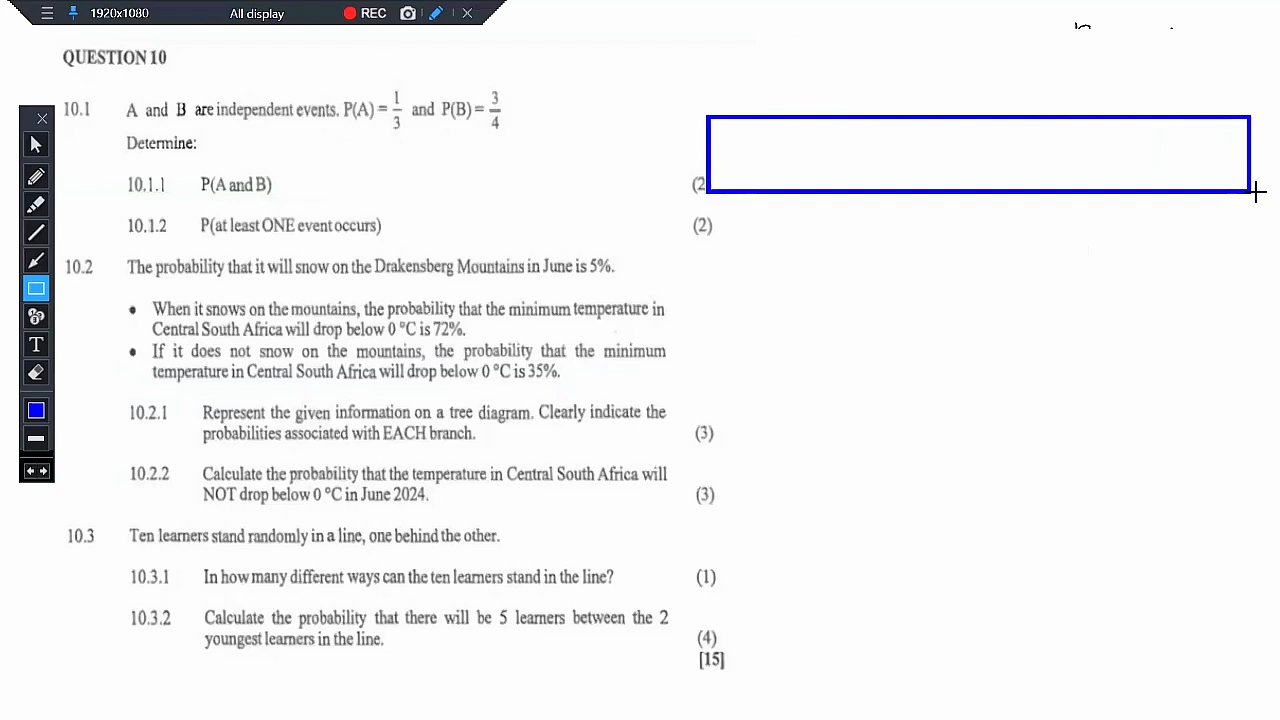 1920x1080 All display REC
QUESTION 10
10.1 A and B are independent events. P(A) = 1/3 and P(B) = 3/4
Determine:
10.1.1 P(A and B) (2
10.1.2 P(at least ONE event occurs) (2)
10.2 The probability that it will snow on the Drakensberg Mountains in June is 5%.
• When it snows on the mountains, the probability that the minimum temperature in
Central South Africa will drop below 0 °C is 72%.
• If it does not snow on the mountains, the probability that the minimum
temperature in Central South Africa will drop below 0 °C is 35%.
10.2.1 Represent the given information on a tree diagram. Clearly indicate the
probabilities associated with EACH branch. (3)
10.2.2 Calculate the probability that the temperature in Central South Africa will
NOT drop below 0 °C in June 2024. (3)
10.3 Ten learners stand randomly in a line, one behind the other.
10.3.1 In how many different ways can the ten learners stand in the line? (1)
10.3.2 Calculate the probability that there will be 5 learners between the 2
youngest learners in the line. (4)
[15]
T